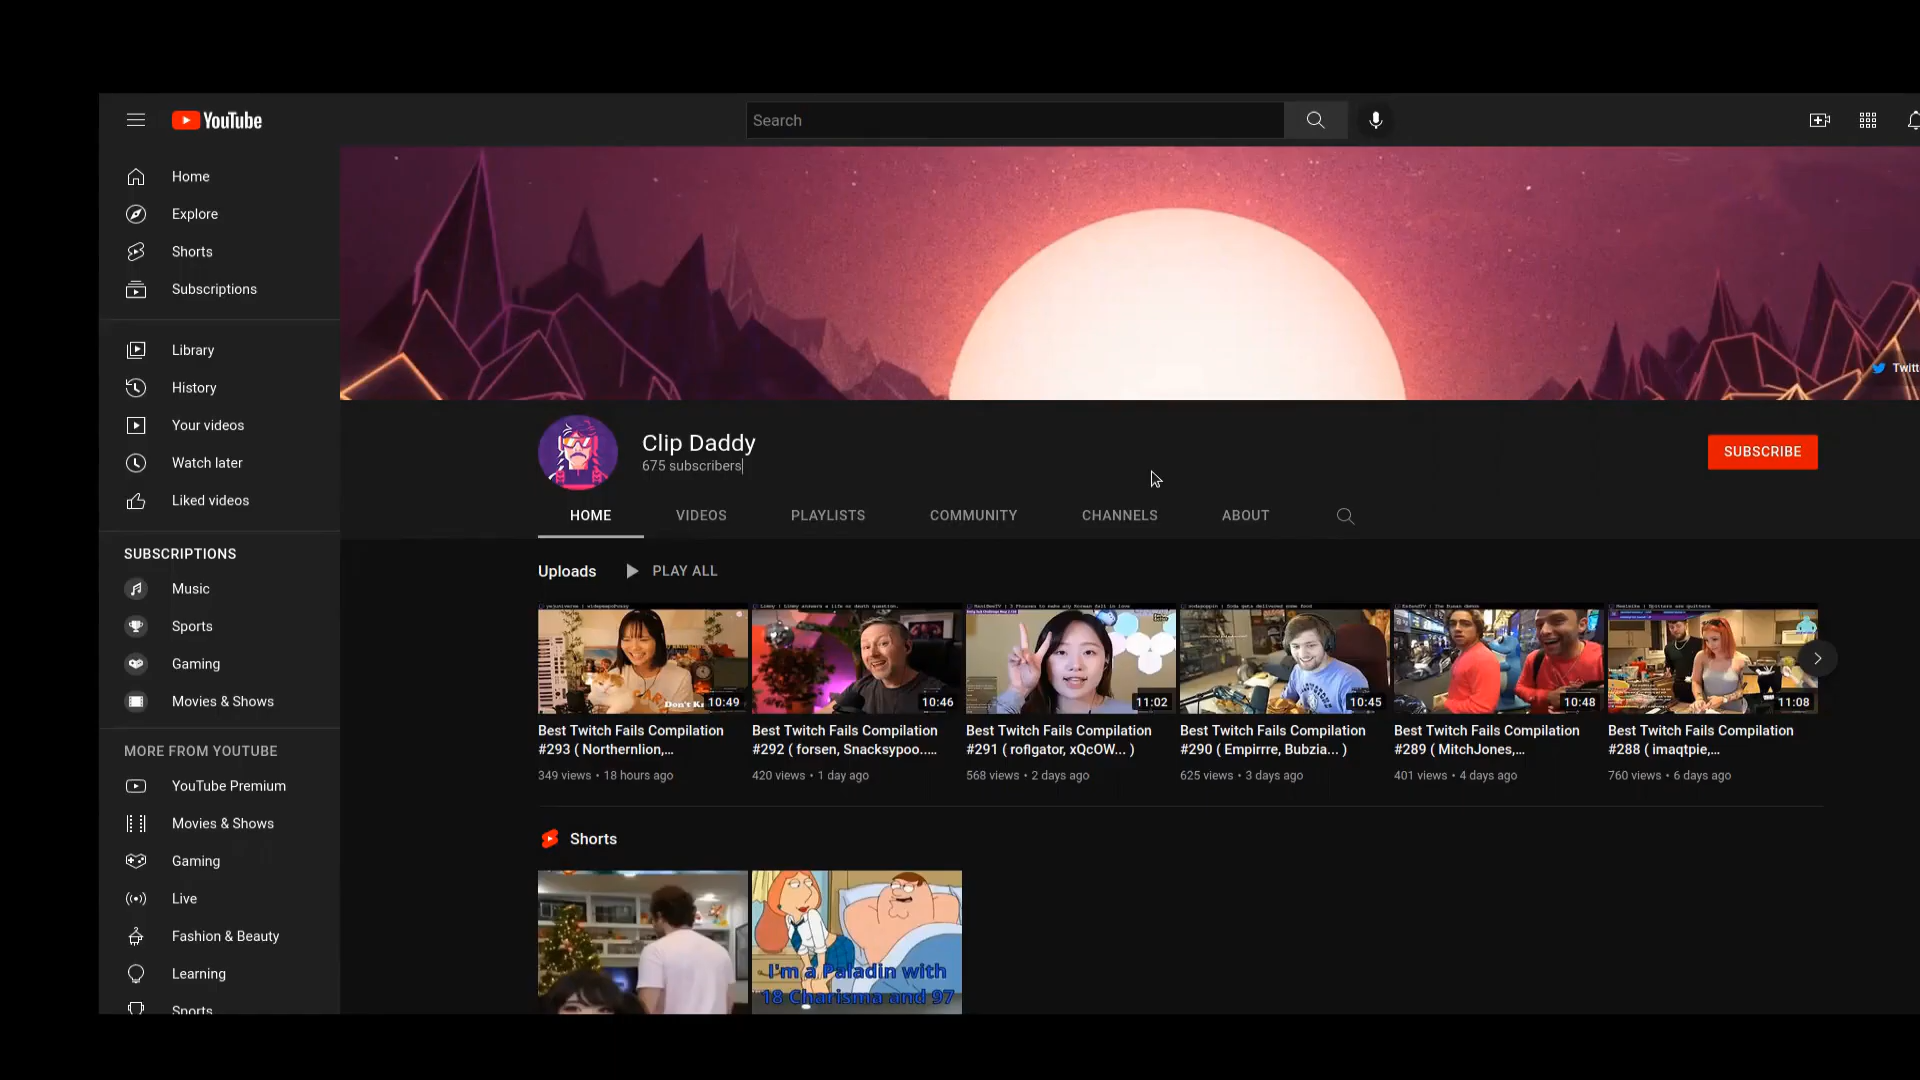 YouTube
Search
Home
Explore
Shorts
Subscriptions
Library
History
Your videos
Watch later
Liked videos
SUBSCRIPTIONS
Music
Sports
Gaming
Movies & Shows
MORE FROM YOUTUBE
YouTube Premium
Movies & Shows
Gaming
Live
Fashion & Beauty
Learning
Sports
Twitt
Clip Daddy
675 subscribers
SUBSCRIBE
HOME VIDEOS PLAYLISTS COMMUNITY CHANNELS ABOUT
Uploads PLAY ALL
10:49
Best Twitch Fails Compilation
#293 ( Northernlion,...
349 views • 18 hours ago
10:46
Best Twitch Fails Compilation
#292 ( forsen, Snacksypoo.....
420 views • 1 day ago
11:02
Best Twitch Fails Compilation
#291 ( roflgator, xQcOW... )
568 views • 2 days ago
10:45
Best Twitch Fails Compilation
#290 ( Empirrre, Bubzia... )
625 views • 3 days ago
10:48
Best Twitch Fails Compilation
#289 ( MitchJones,...
401 views • 4 days ago
11:08
Best Twitch Fails Compilation
#288 ( imaqtpie,...
760 views • 6 days ago
Shorts
I'm a Paladin with
18 Charisma and 97